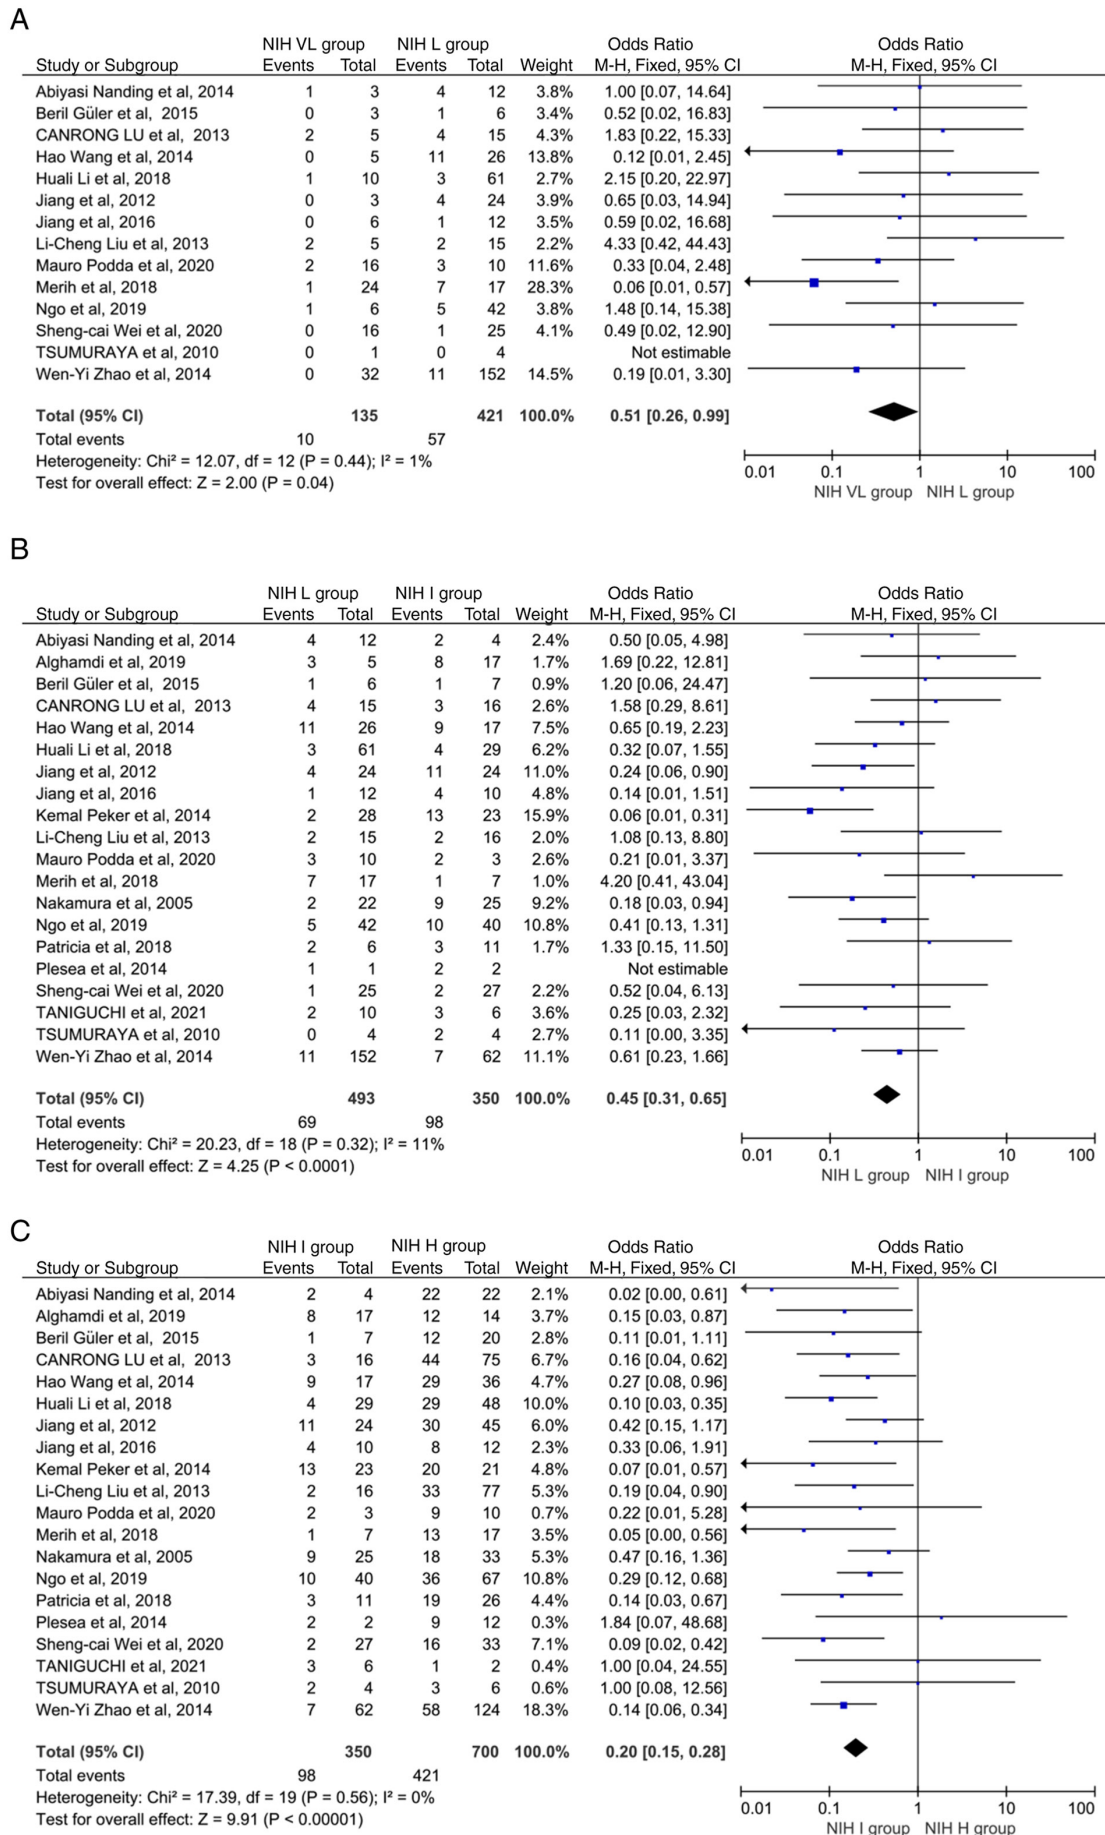 A
NIH VL group NIH L group Odds Ratio Odds Ratio
Study or Subgroup Events Total Events Total Weight M-H, Fixed, 95% CI M-H, Fixed, 95% CI
Abiyasi Nanding et al, 2014 1 3 4 12 3.8% 1.00 [0.07, 14.64]
Beril Güler et al, 2015 0 3 1 6 3.4% 0.52 [0.02, 16.83]
CANRONG LU et al, 2013 2 5 4 15 4.3% 1.83 [0.22, 15.33]
Hao Wang et al, 2014 0 5 11 26 13.8% 0.12 [0.01, 2.45]
Huali Li et al, 2018 1 10 3 61 2.7% 2.15 [0.20, 22.97]
Jiang et al, 2012 0 3 4 24 3.9% 0.65 [0.03, 14.94]
Jiang et al, 2016 0 6 1 12 3.5% 0.59 [0.02, 16.68]
Li-Cheng Liu et al, 2013 2 5 2 15 2.2% 4.33 [0.42, 44.43]
Mauro Podda et al, 2020 2 16 3 10 11.6% 0.33 [0.04, 2.48]
Merih et al, 2018 1 24 7 17 28.3% 0.06 [0.01, 0.57]
Ngo et al, 2019 1 6 5 42 3.8% 1.48 [0.14, 15.38]
Sheng-cai Wei et al, 2020 0 16 1 25 4.1% 0.49 [0.02, 12.90]
TSUMURAYA et al, 2010 0 1 0 4 Not estimable
Wen-Yi Zhao et al, 2014 0 32 11 152 14.5% 0.19 [0.01, 3.30]
Total (95% CI) 135 421 100.0% 0.51 [0.26, 0.99]
Total events 10 57
Heterogeneity: Chi² = 12.07, df = 12 (P = 0.44); I² = 1%
Test for overall effect: Z = 2.00 (P = 0.04)
0.01 0.1 1 10 100
NIH VL group NIH L group
B
NIH L group NIH I group Odds Ratio Odds Ratio
Study or Subgroup Events Total Events Total Weight M-H, Fixed, 95% CI M-H, Fixed, 95% CI
Abiyasi Nanding et al, 2014 4 12 2 4 2.4% 0.50 [0.05, 4.98]
Alghamdi et al, 2019 3 5 8 17 1.7% 1.69 [0.22, 12.81]
Beril Güler et al, 2015 1 6 1 7 0.9% 1.20 [0.06, 24.47]
CANRONG LU et al, 2013 4 15 3 16 2.6% 1.58 [0.29, 8.61]
Hao Wang et al, 2014 11 26 9 17 7.5% 0.65 [0.19, 2.23]
Huali Li et al, 2018 3 61 4 29 6.2% 0.32 [0.07, 1.55]
Jiang et al, 2012 4 24 11 24 11.0% 0.24 [0.06, 0.90]
Jiang et al, 2016 1 12 4 10 4.8% 0.14 [0.01, 1.51]
Kemal Peker et al, 2014 2 28 13 23 15.9% 0.06 [0.01, 0.31]
Li-Cheng Liu et al, 2013 2 15 2 16 2.0% 1.08 [0.13, 8.80]
Mauro Podda et al, 2020 3 10 2 3 2.6% 0.21 [0.01, 3.37]
Merih et al, 2018 7 17 1 7 1.0% 4.20 [0.41, 43.04]
Nakamura et al, 2005 2 22 9 25 9.2% 0.18 [0.03, 0.94]
Ngo et al, 2019 5 42 10 40 10.8% 0.41 [0.13, 1.31]
Patricia et al, 2018 2 6 3 11 1.7% 1.33 [0.15, 11.50]
Plesea et al, 2014 1 1 2 2 Not estimable
Sheng-cai Wei et al, 2020 1 25 2 27 2.2% 0.52 [0.04, 6.13]
TANIGUCHI et al, 2021 2 10 3 6 3.6% 0.25 [0.03, 2.32]
TSUMURAYA et al, 2010 0 4 2 4 2.7% 0.11 [0.00, 3.35]
Wen-Yi Zhao et al, 2014 11 152 7 62 11.1% 0.61 [0.23, 1.66]
Total (95% CI) 493 350 100.0% 0.45 [0.31, 0.65]
Total events 69 98
Heterogeneity: Chi² = 20.23, df = 18 (P = 0.32); I² = 11%
Test for overall effect: Z = 4.25 (P < 0.0001)
0.01 0.1 1 10 100
NIH L group NIH I group
C
NIH I group NIH H group Odds Ratio Odds Ratio
Study or Subgroup Events Total Events Total Weight M-H, Fixed, 95% CI M-H, Fixed, 95% CI
Abiyasi Nanding et al, 2014 2 4 22 22 2.1% 0.02 [0.00, 0.61]
Alghamdi et al, 2019 8 17 12 14 3.7% 0.15 [0.03, 0.87]
Beril Güler et al, 2015 1 7 12 20 2.8% 0.11 [0.01, 1.11]
CANRONG LU et al, 2013 3 16 44 75 6.7% 0.16 [0.04, 0.62]
Hao Wang et al, 2014 9 17 29 36 4.7% 0.27 [0.08, 0.96]
Huali Li et al, 2018 4 29 29 48 10.0% 0.10 [0.03, 0.35]
Jiang et al, 2012 11 24 30 45 6.0% 0.42 [0.15, 1.17]
Jiang et al, 2016 4 10 8 12 2.3% 0.33 [0.06, 1.91]
Kemal Peker et al, 2014 13 23 20 21 4.8% 0.07 [0.01, 0.57]
Li-Cheng Liu et al, 2013 2 16 33 77 5.3% 0.19 [0.04, 0.90]
Mauro Podda et al, 2020 2 3 9 10 0.7% 0.22 [0.01, 5.28]
Merih et al, 2018 1 7 13 17 3.5% 0.05 [0.00, 0.56]
Nakamura et al, 2005 9 25 18 33 5.3% 0.47 [0.16, 1.36]
Ngo et al, 2019 10 40 36 67 10.8% 0.29 [0.12, 0.68]
Patricia et al, 2018 3 11 19 26 4.4% 0.14 [0.03, 0.67]
Plesea et al, 2014 2 2 9 12 0.3% 1.84 [0.07, 48.68]
Sheng-cai Wei et al, 2020 2 27 16 33 7.1% 0.09 [0.02, 0.42]
TANIGUCHI et al, 2021 3 6 1 2 0.4% 1.00 [0.04, 24.55]
TSUMURAYA et al, 2010 2 4 3 6 0.6% 1.00 [0.08, 12.56]
Wen-Yi Zhao et al, 2014 7 62 58 124 18.3% 0.14 [0.06, 0.34]
Total (95% CI) 350 700 100.0% 0.20 [0.15, 0.28]
Total events 98 421
Heterogeneity: Chi² = 17.39, df = 19 (P = 0.56); I² = 0%
Test for overall effect: Z = 9.91 (P < 0.00001)
0.01 0.1 1 10 100
NIH I group NIH H group